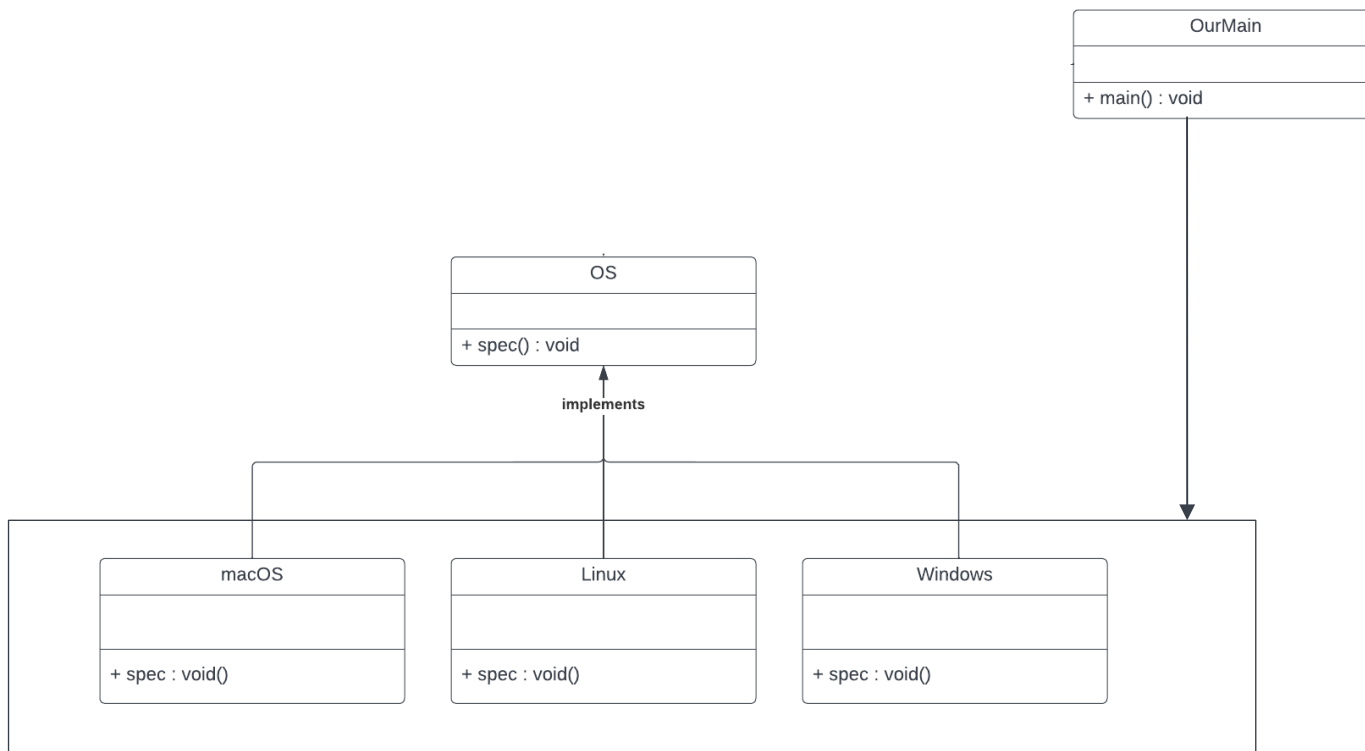 OurMain
+ main() : void
OS
+ spec() : void
implements
macOS
Linux
Windows
+ spec : void()
+ spec : void()
+ spec : void()